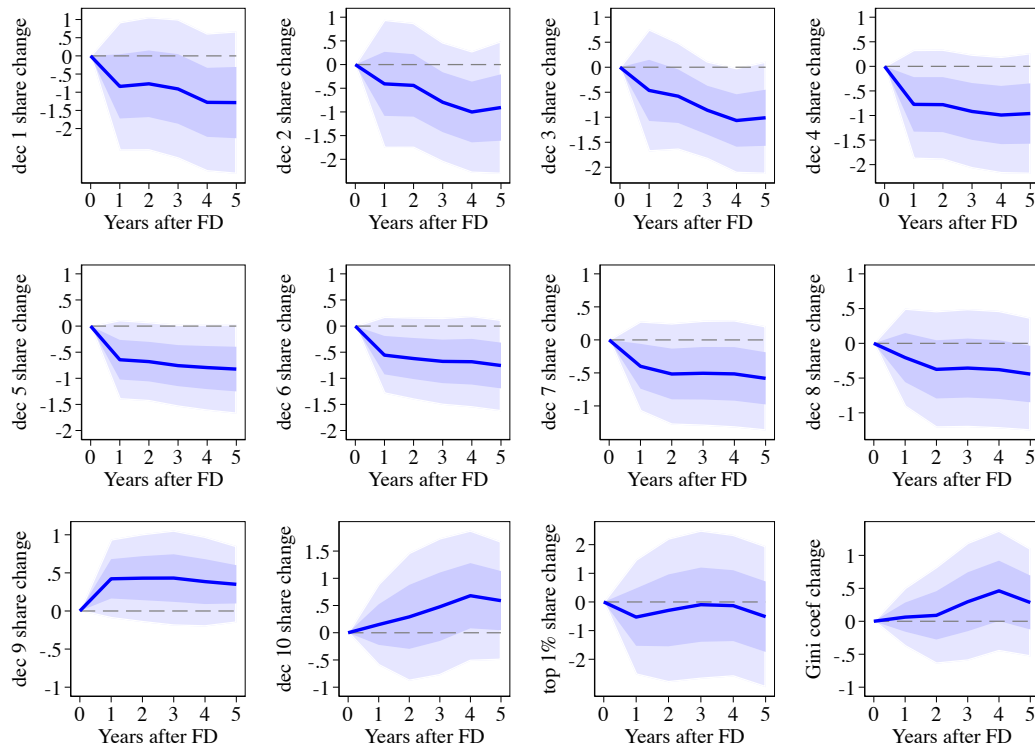 dec 1 share change
1
.5
0
-.5
-1
-1.5
-2
0 1 2 3 4 5
Years after FD
dec 2 share change
1
.5
0
-.5
-1
-1.5
-2
0 1 2 3 4 5
Years after FD
dec 3 share change
1
.5
0
-.5
-1
-1.5
-2
0 1 2 3 4 5
Years after FD
dec 4 share change
1
.5
0
-.5
-1
-1.5
-2
0 1 2 3 4 5
Years after FD
dec 5 share change
1
.5
0
-.5
-1
-1.5
-2
0 1 2 3 4 5
Years after FD
dec 6 share change
1
.5
0
-.5
-1
-1.5
-2
0 1 2 3 4 5
Years after FD
dec 7 share change
1
.5
0
-.5
-1
0 1 2 3 4 5
Years after FD
dec 8 share change
1
.5
0
-.5
-1
0 1 2 3 4 5
Years after FD
dec 9 share change
1
.5
0
-1
0 1 2 3 4 5
Years after FD
dec 10 share change
1.5
1
.5
0
-.5
-1
0 1 2 3 4 5
Years after FD
top 1% share change
2
1
0
-1
-2
0 1 2 3 4 5
Years after FD
Gini coef change
1
.5
0
-.5
-1
0 1 2 3 4 5
Years after FD